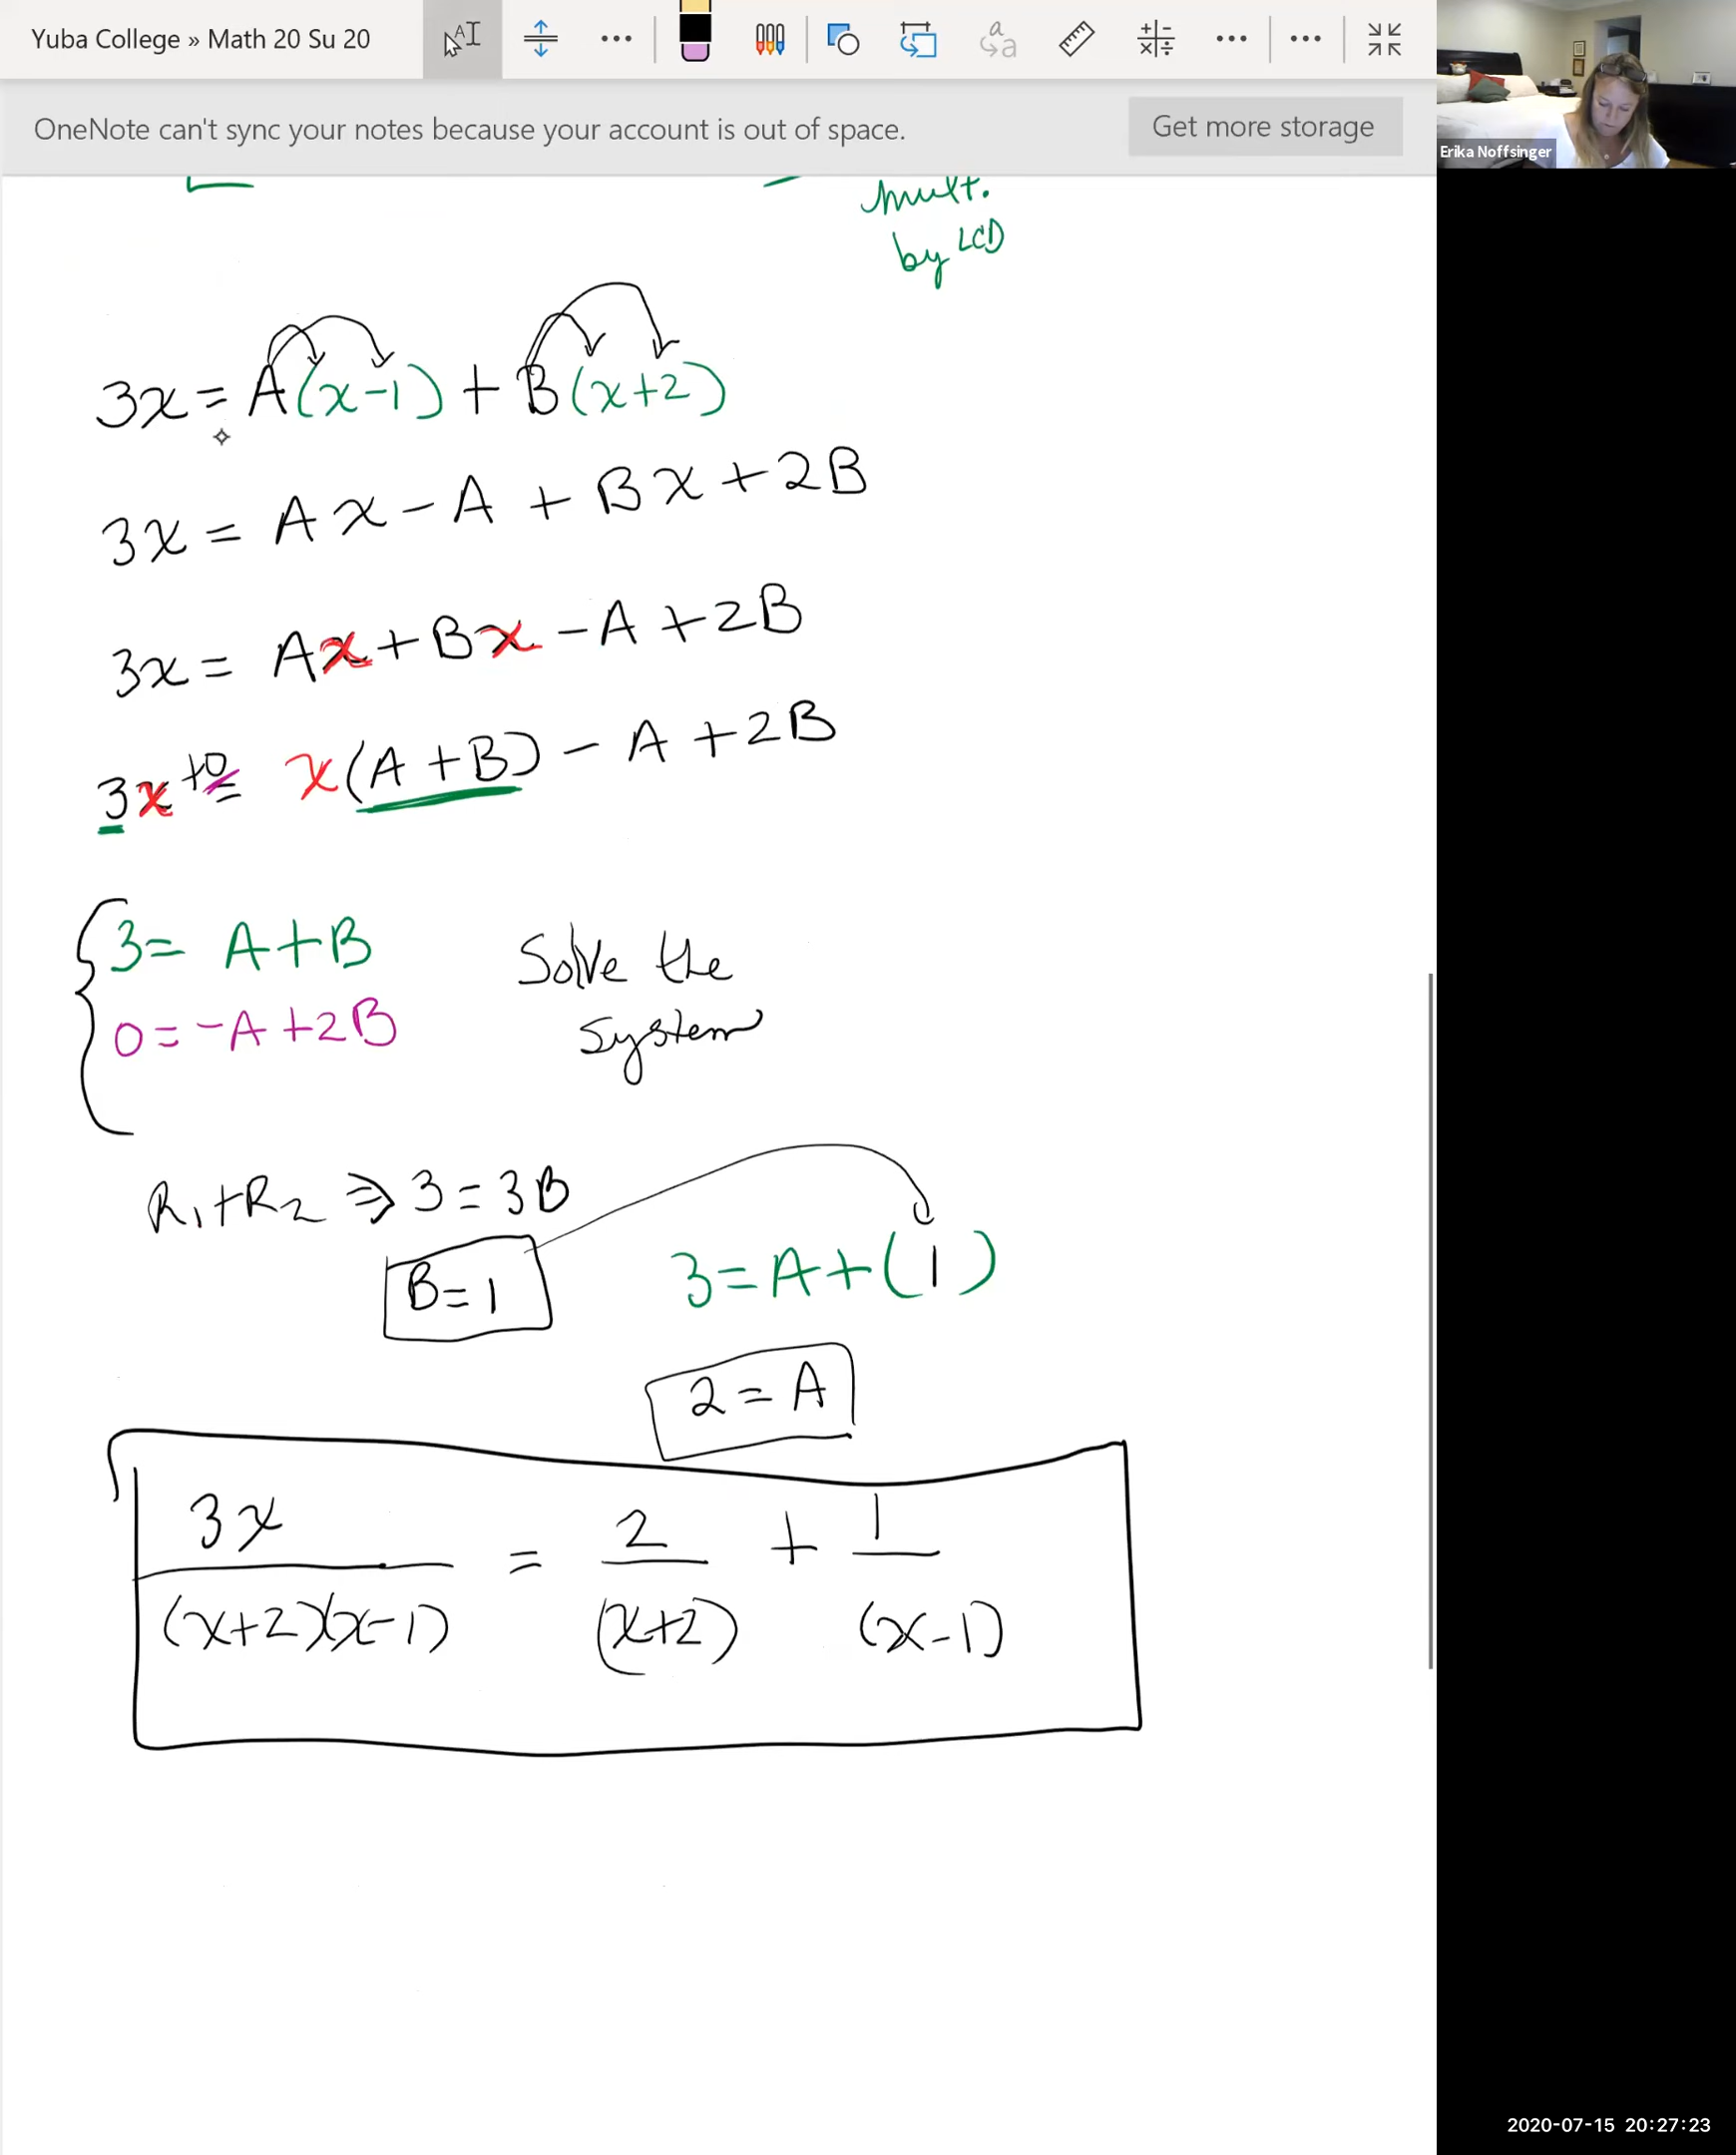 Yuba College » Math 20 Su 20
OneNote can't sync your notes because your account is out of space.
Get more storage
Erika Noffsinger
mult.
by LCD
3x = A(x-1) + B(x+2)
3x = Ax - A + Bx + 2B
3x = Ax + Bx - A + 2B
3x +0 = x(A + B) - A + 2B
3 = A + B
0 = -A + 2B
Solve the
system
R₁+R₂ ⇒ 3 = 3B
B = 1
3 = A + (1)
2 = A
3x/(x+2)(x-1) = 2/(x+2) + 1/(x-1)
2020-07-15 20:27:23